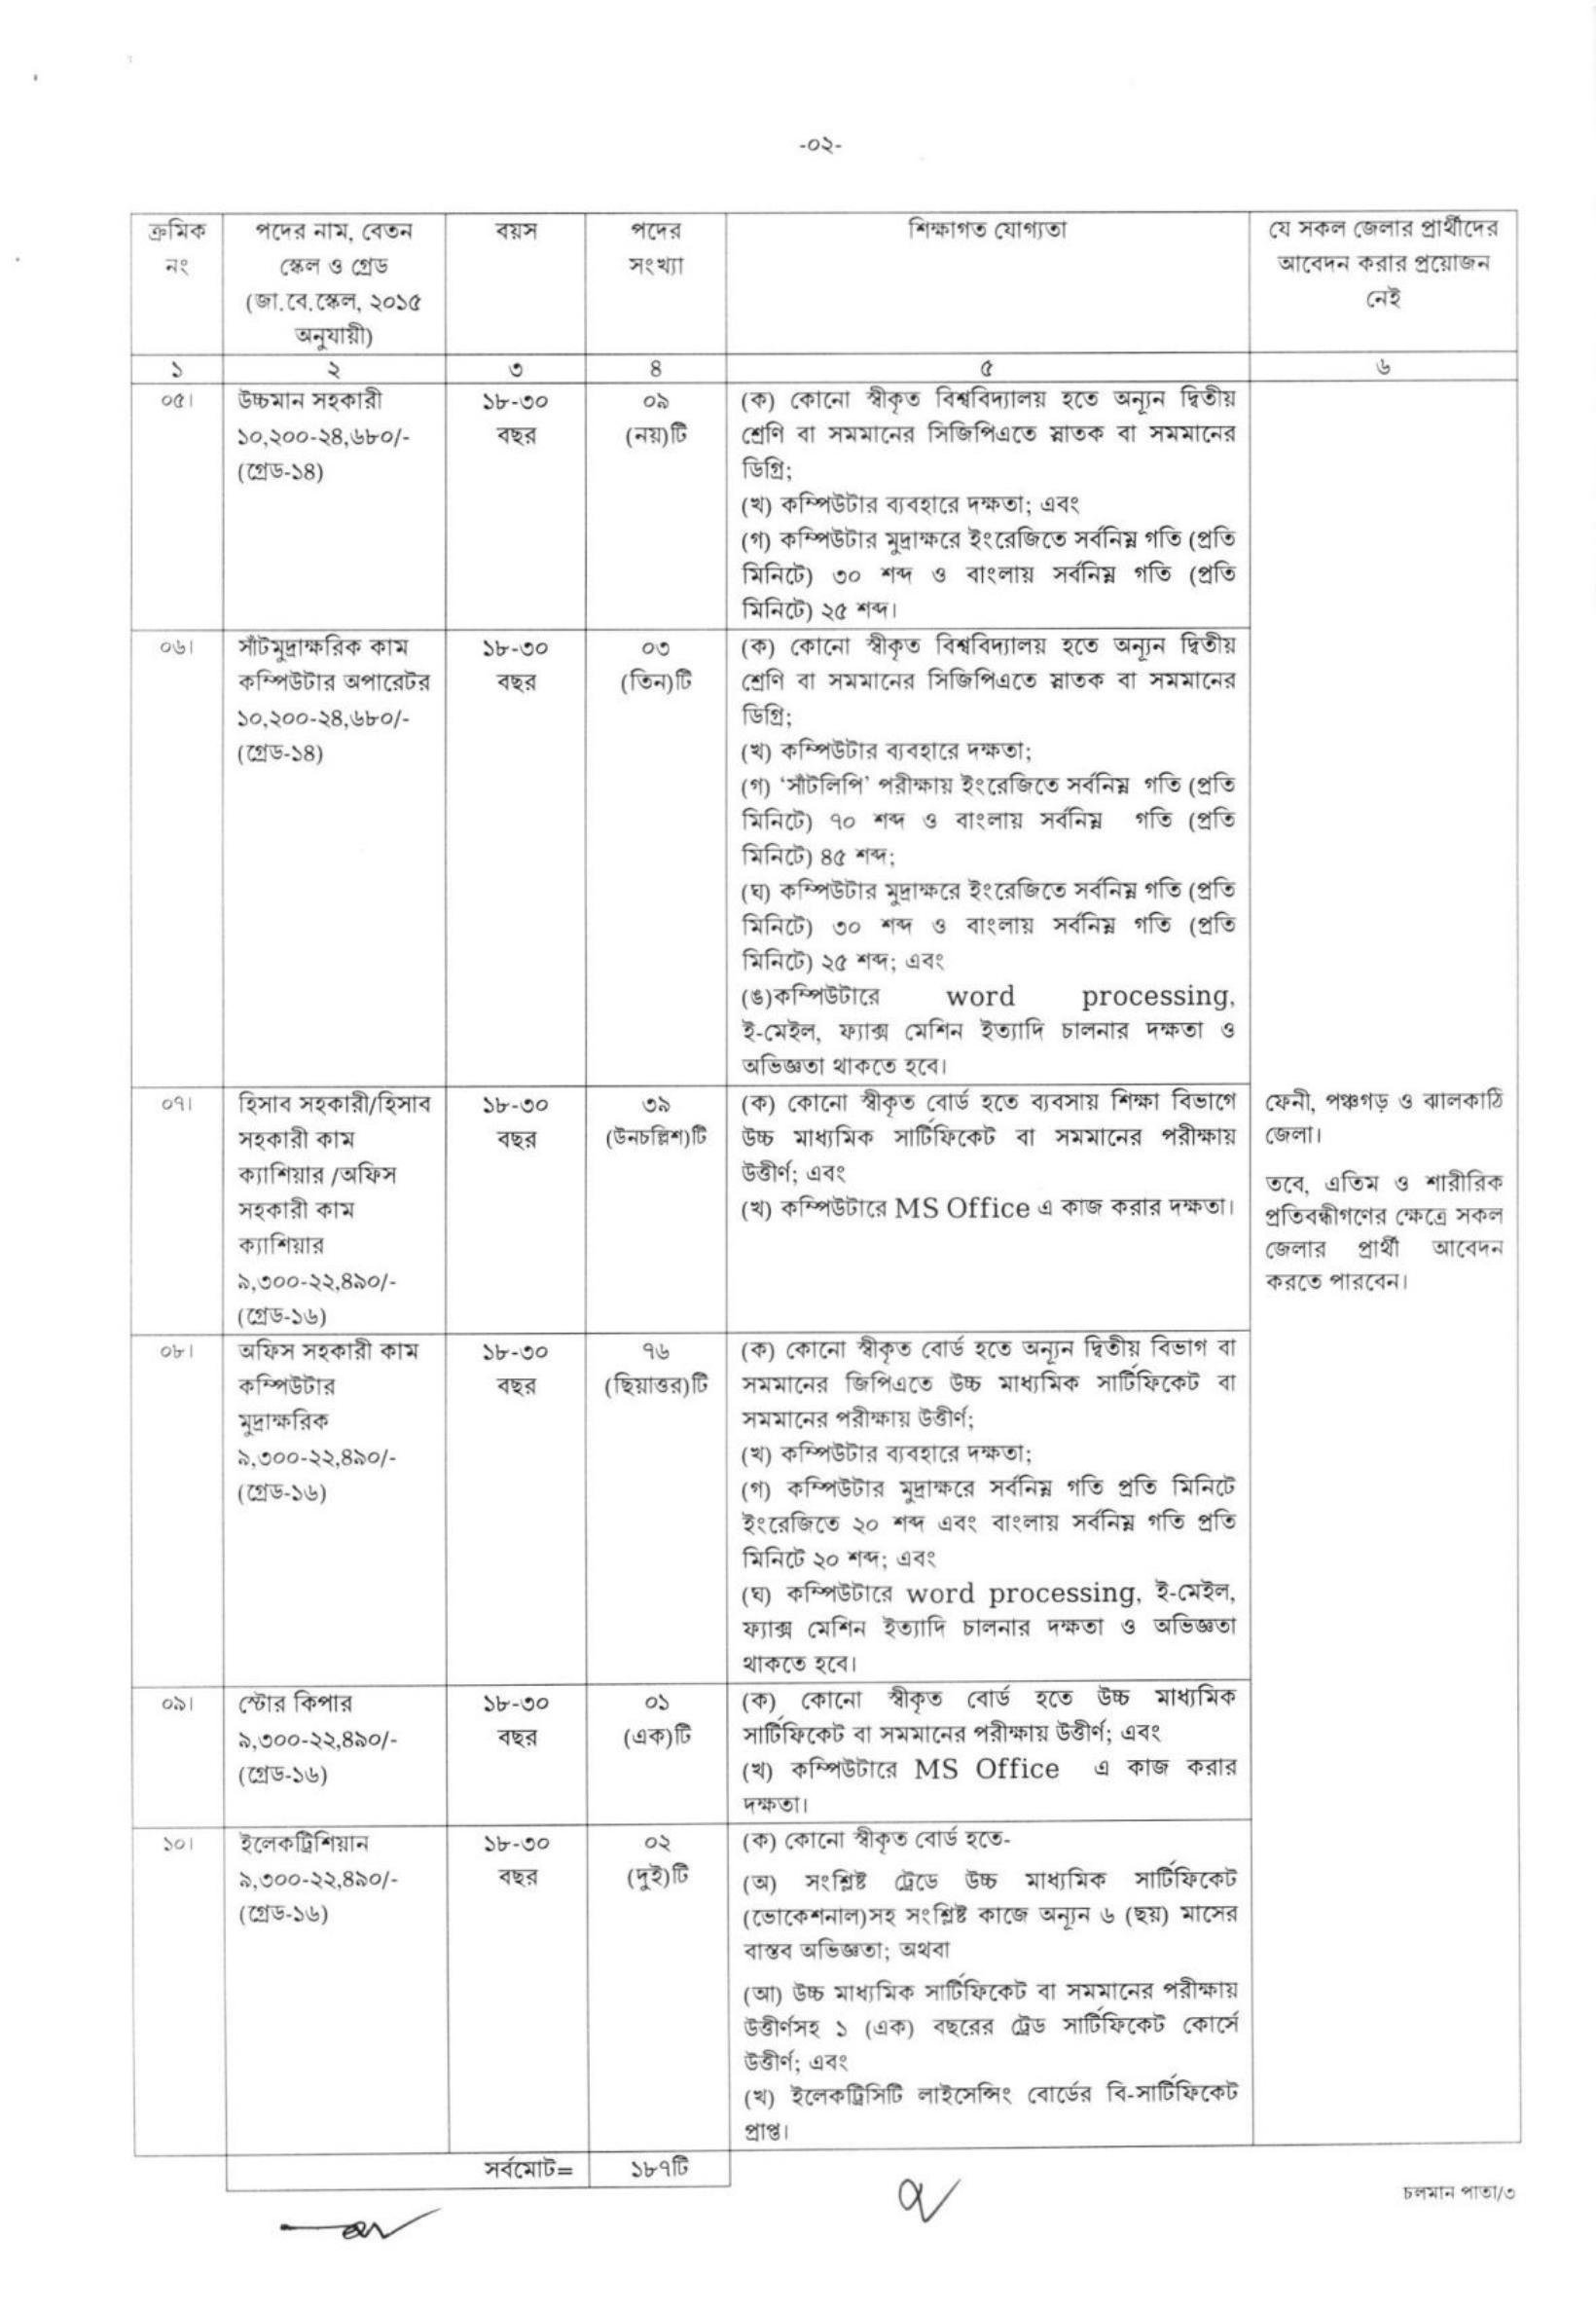 -০২-
ক্রমিক নং
পদের নাম, বেতন স্কেল ও গ্রেড (জা.বে.স্কেল, ২০১৫ অনুযায়ী)
বয়স
পদের সংখ্যা
শিক্ষাগত যোগ্যতা
যে সকল জেলার প্রার্থীদের আবেদন করার প্রয়োজন নেই
১ ২ ৩ ৪ ৫ ৬
০৫।
উচ্চমান সহকারী
১০,২০০-২৪,৬৮০/-
(গ্রেড-১৪)
১৮-৩০
বছর
০৯
(নয়)টি
(ক) কোনো স্বীকৃত বিশ্ববিদ্যালয় হতে অন্যূন দ্বিতীয়
শ্রেণি বা সমমানের সিজিপিএতে স্নাতক বা সমমানের
ডিগ্রি;
(খ) কম্পিউটার ব্যবহারে দক্ষতা; এবং
(গ) কম্পিউটার মুদ্রাক্ষরে ইংরেজিতে সর্বনিম্ন গতি (প্রতি
মিনিটে) ৩০ শব্দ ও বাংলায় সর্বনিম্ন গতি (প্রতি
মিনিটে) ২৫ শব্দ।
০৬।
সাঁটমুদ্রাক্ষরিক কাম
কম্পিউটার অপারেটর
১০,২০০-২৪,৬৮০/-
(গ্রেড-১৪)
১৮-৩০
বছর
০৩
(তিন)টি
(ক) কোনো স্বীকৃত বিশ্ববিদ্যালয় হতে অন্যূন দ্বিতীয়
শ্রেণি বা সমমানের সিজিপিএতে স্নাতক বা সমমানের
ডিগ্রি;
(খ) কম্পিউটার ব্যবহারে দক্ষতা;
(গ) ‘সাঁটলিপি’ পরীক্ষায় ইংরেজিতে সর্বনিম্ন গতি (প্রতি
মিনিটে) ৭০ শব্দ ও বাংলায় সর্বনিম্ন গতি (প্রতি
মিনিটে) ৪৫ শব্দ;
(ঘ) কম্পিউটার মুদ্রাক্ষরে ইংরেজিতে সর্বনিম্ন গতি (প্রতি
মিনিটে) ৩০ শব্দ ও বাংলায় সর্বনিম্ন গতি (প্রতি
মিনিটে) ২৫ শব্দ; এবং
(ঙ)কম্পিউটারে word processing,
ই-মেইল, ফ্যাক্স মেশিন ইত্যাদি চালনার দক্ষতা ও
অভিজ্ঞতা থাকতে হবে।
০৭।
হিসাব সহকারী/হিসাব
সহকারী কাম
ক্যাশিয়ার /অফিস
সহকারী কাম
ক্যাশিয়ার
৯,৩০০-২২,৪৯০/-
(গ্রেড-১৬)
১৮-৩০
বছর
৩৯
(উনচল্লিশ)টি
(ক) কোনো স্বীকৃত বোর্ড হতে ব্যবসায় শিক্ষা বিভাগে
উচ্চ মাধ্যমিক সার্টিফিকেট বা সমমানের পরীক্ষায়
উত্তীর্ণ; এবং
(খ) কম্পিউটারে MS Office এ কাজ করার দক্ষতা।
ফেনী, পঞ্চগড় ও ঝালকাঠি
জেলা।
তবে, এতিম ও শারীরিক
প্রতিবন্ধীগণের ক্ষেত্রে সকল
জেলার প্রার্থী আবেদন
করতে পারবেন।
০৮।
অফিস সহকারী কাম
কম্পিউটার
মুদ্রাক্ষরিক
৯,৩০০-২২,৪৯০/-
(গ্রেড-১৬)
১৮-৩০
বছর
৭৬
(ছিয়াত্তর)টি
(ক) কোনো স্বীকৃত বোর্ড হতে অন্যূন দ্বিতীয় বিভাগ বা
সমমানের জিপিএতে উচ্চ মাধ্যমিক সার্টিফিকেট বা
সমমানের পরীক্ষায় উত্তীর্ণ;
(খ) কম্পিউটার ব্যবহারে দক্ষতা;
(গ) কম্পিউটার মুদ্রাক্ষরে সর্বনিম্ন গতি প্রতি মিনিটে
ইংরেজিতে ২০ শব্দ এবং বাংলায় সর্বনিম্ন গতি প্রতি
মিনিটে ২০ শব্দ; এবং
(ঘ) কম্পিউটারে word processing, ই-মেইল,
ফ্যাক্স মেশিন ইত্যাদি চালনার দক্ষতা ও অভিজ্ঞতা
থাকতে হবে।
০৯।
স্টোর কিপার
৯,৩০০-২২,৪৯০/-
(গ্রেড-১৬)
১৮-৩০
বছর
০১
(এক)টি
(ক) কোনো স্বীকৃত বোর্ড হতে উচ্চ মাধ্যমিক
সার্টিফিকেট বা সমমানের পরীক্ষায় উত্তীর্ণ; এবং
(খ) কম্পিউটারে MS Office এ কাজ করার
দক্ষতা।
১০।
ইলেকট্রিশিয়ান
৯,৩০০-২২,৪৯০/-
(গ্রেড-১৬)
১৮-৩০
বছর
০২
(দুই)টি
(ক) কোনো স্বীকৃত বোর্ড হতে-
(অ) সংশ্লিষ্ট ট্রেডে উচ্চ মাধ্যমিক সার্টিফিকেট
(ভোকেশনাল)সহ সংশ্লিষ্ট কাজে অন্যূন ৬ (ছয়) মাসের
বাস্তব অভিজ্ঞতা; অথবা
(আ) উচ্চ মাধ্যমিক সার্টিফিকেট বা সমমানের পরীক্ষায়
উত্তীর্ণসহ ১ (এক) বছরের ট্রেড সার্টিফিকেট কোর্সে
উত্তীর্ণ; এবং
(খ) ইলেকট্রিসিটি লাইসেন্সিং বোর্ডের বি-সার্টিফিকেট
প্রাপ্ত।
সর্বমোট= ১৮৭টি
চলমান পাতা/৩